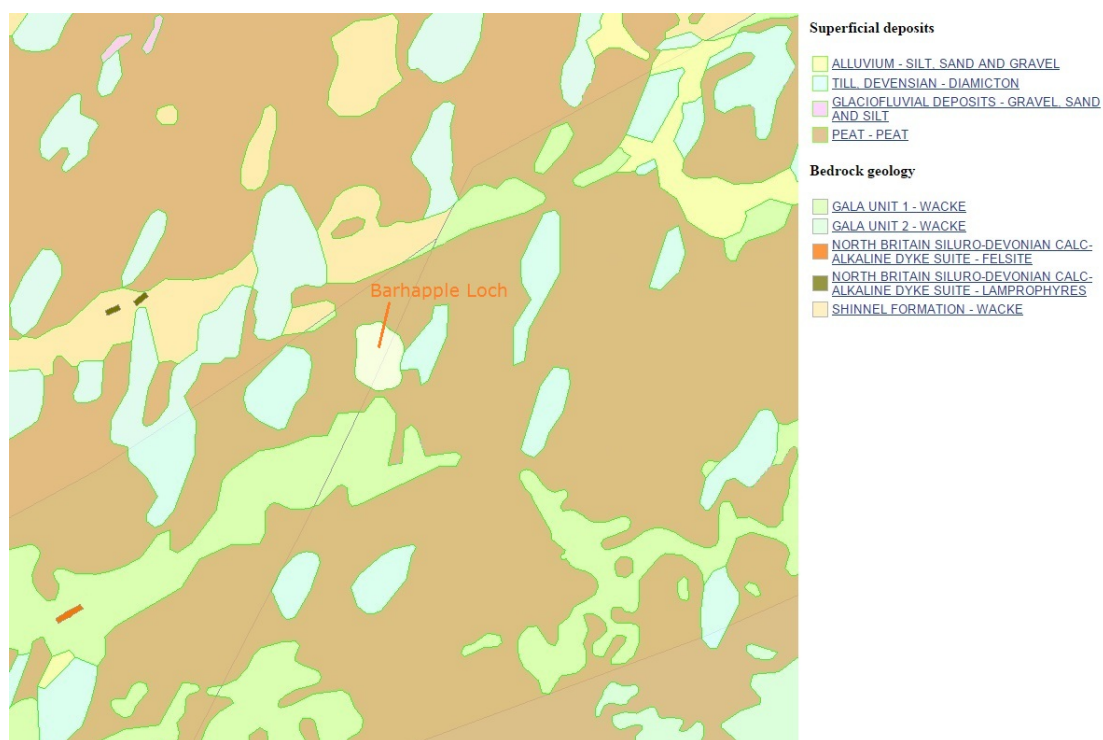 Barhapple Loch
Superficial deposits
ALLUVIUM - SILT, SAND AND GRAVEL
TILL, DEVENSIAN - DIAMICTON
GLACIOFLUVIAL DEPOSITS - GRAVEL, SAND
AND SILT
PEAT - PEAT
Bedrock geology
GALA UNIT 1 - WACKE
GALA UNIT 2 - WACKE
NORTH BRITAIN SILURO-DEVONIAN CALC-
ALKALINE DYKE SUITE - FELSITE
NORTH BRITAIN SILURO-DEVONIAN CALC-
ALKALINE DYKE SUITE - LAMPROPHYRES
SHINNEL FORMATION - WACKE